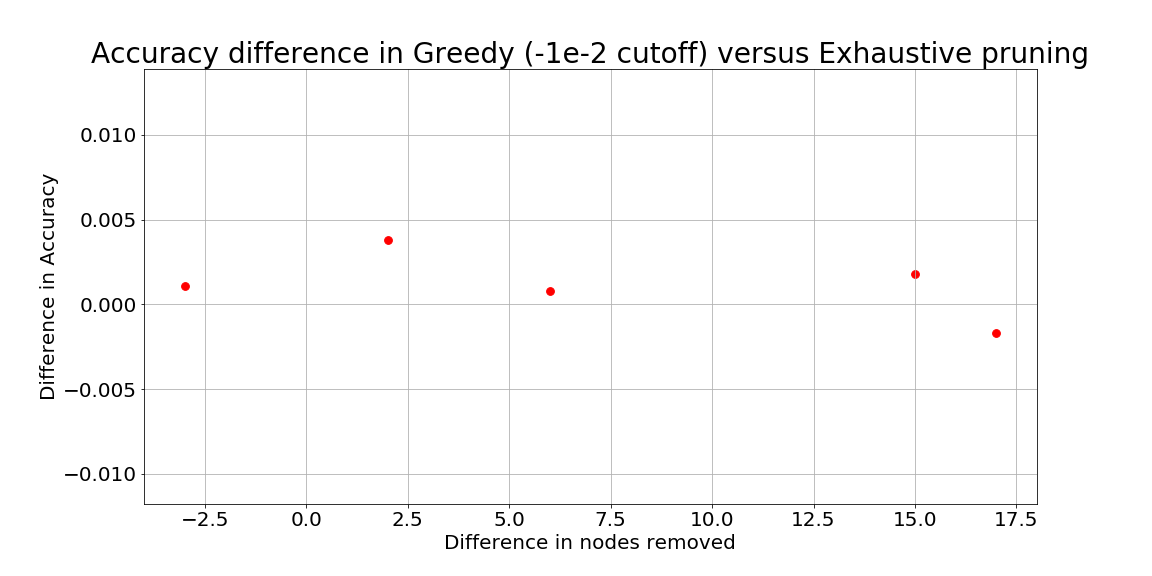 Accuracy difference in Greedy (-1e-2 cutoff) versus Exhaustive pruning
Difference in Accuracy
0.010
0.005
0.000
−0.005
−0.010
−2.5 0.0 2.5 5.0 7.5 10.0 12.5 15.0 17.5
Difference in nodes removed